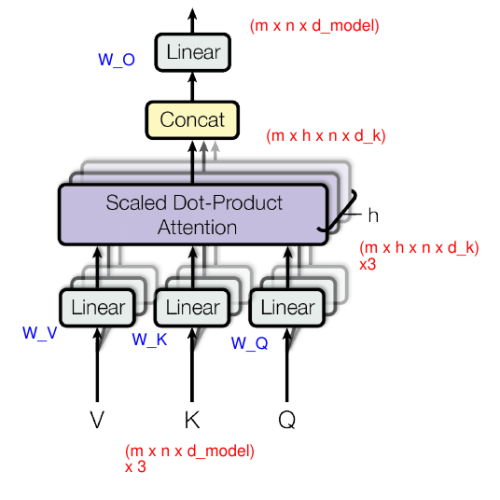 (m x n x d_model)
Linear
W_O
Concat
(m x h x n x d_k)
Scaled Dot-Product
Attention
h
(m x h x n x d_k)
x3
Linear
Linear
Linear
W_V
W_K
W_Q
V
K
Q
(m x n x d_model)
x 3